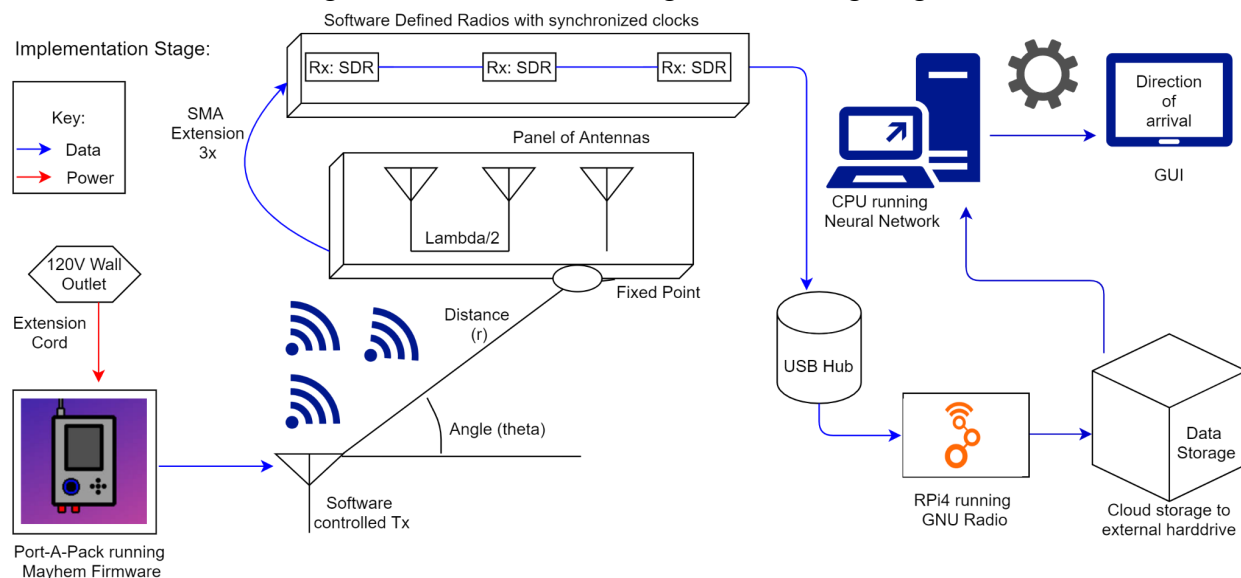 Software Defined Radios with synchronized clocks
Implementation Stage:
Rx: SDR
Rx: SDR
Rx: SDR
Key:
Data
Power
SMA
Extension
3x
Panel of Antennas
Lambda/2
Fixed Point
120V Wall
Outlet
Extension
Cord
Distance
(r)
Angle (theta)
Software
controlled Tx
Port-A-Pack running
Mayhem Firmware
USB Hub
RPi4 running
GNU Radio
Data
Storage
Cloud storage to
external harddrive
CPU running
Neural Network
Direction
of
arrival
GUI